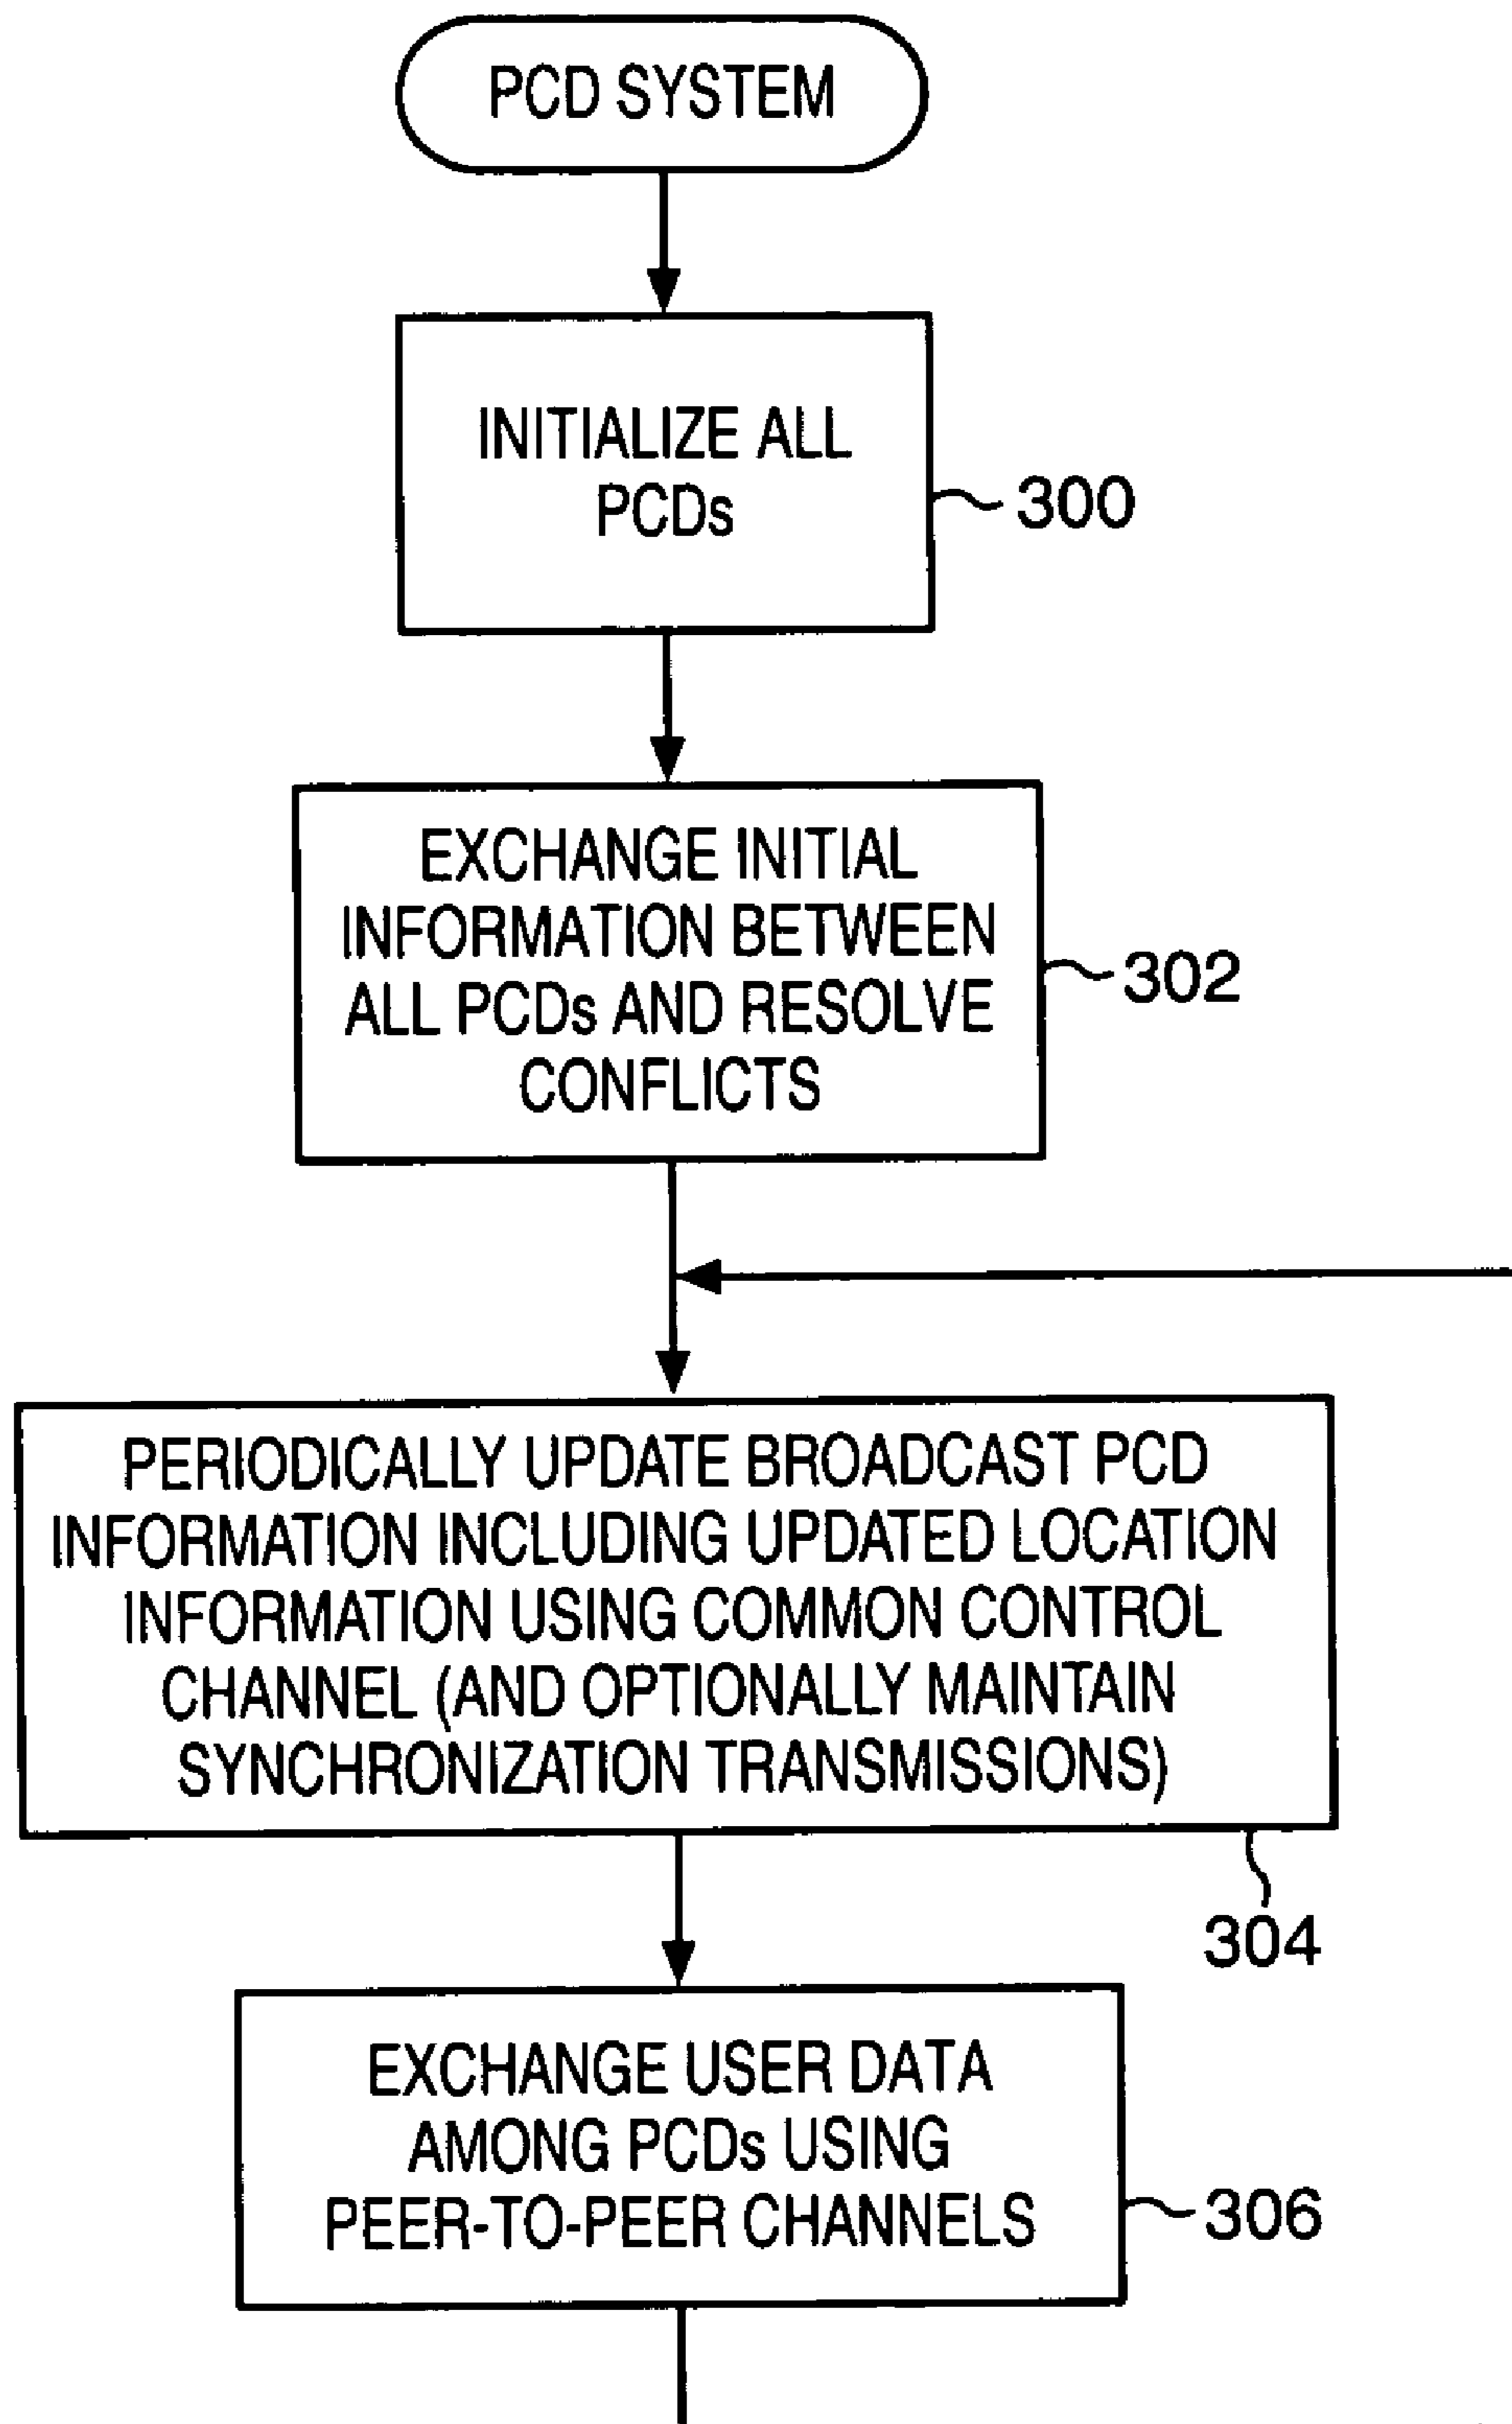 PCD SYSTEM
INITIALIZE ALL
PCDs
300
EXCHANGE INITIAL
INFORMATION BETWEEN
ALL PCDs AND RESOLVE
CONFLICTS
302
PERIODICALLY UPDATE BROADCAST PCD
INFORMATION INCLUDING UPDATED LOCATION
INFORMATION USING COMMON CONTROL
CHANNEL (AND OPTIONALLY MAINTAIN
SYNCHRONIZATION TRANSMISSIONS)
304
EXCHANGE USER DATA
AMONG PCDs USING
PEER-TO-PEER CHANNELS
306